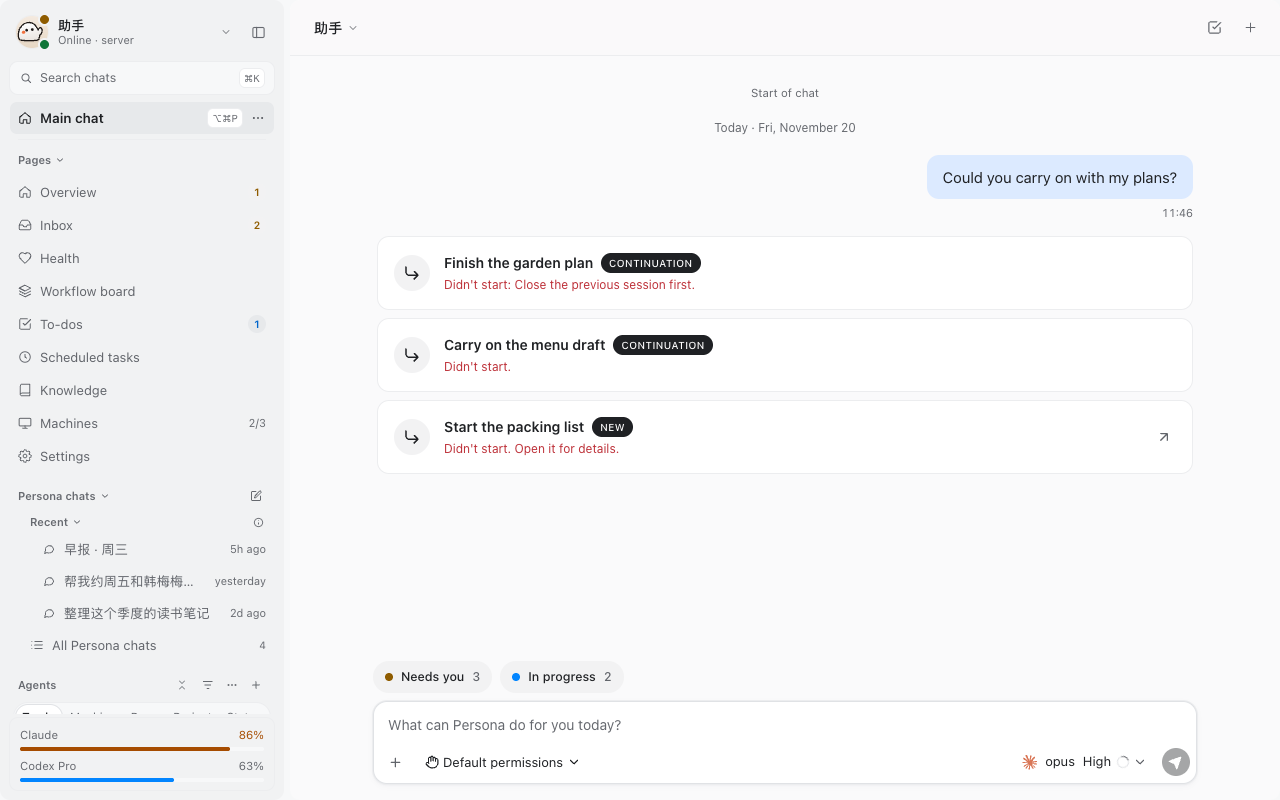 助手
Online · server
Search chats
⌘K
Main chat
⌥⌘P
Pages
Overview
1
Inbox
2
Health
Workflow board
To-dos
1
Scheduled tasks
Knowledge
Machines
2/3
Settings
Persona chats
Recent
早报 · 周三
5h ago
帮我约周五和韩梅梅...
yesterday
整理这个季度的读书笔记
2d ago
All Persona chats
4
Agents
Claude
86%
Codex Pro
63%
助手
Start of chat
Today · Fri, November 20
Could you carry on with my plans?
11:46
Finish the garden plan
CONTINUATION
Didn't start: Close the previous session first.
Carry on the menu draft
CONTINUATION
Didn't start.
Start the packing list
NEW
Didn't start. Open it for details.
Needs you 3
In progress 2
What can Persona do for you today?
Default permissions
opus High